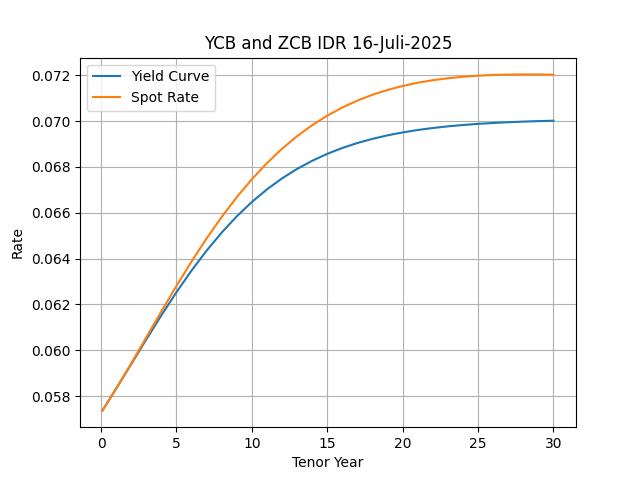 YCB and ZCB IDR 16-Juli-2025
Yield Curve
Spot Rate
0.072
0.070
0.068
0.066
0.064
0.062
0.060
0.058
Rate
0 5 10 15 20 25 30
Tenor Year